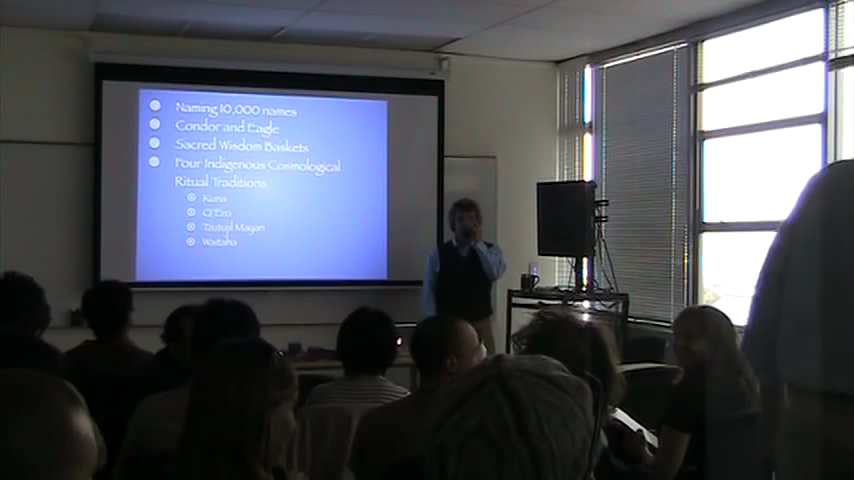 Naming 10,000 names
Condor and Eagle
Sacred Wisdom Baskets
Four Indigenous Cosmological
Ritual Traditions
Kuna
Q'Ero
Tzutujil Mayan
Waitaha